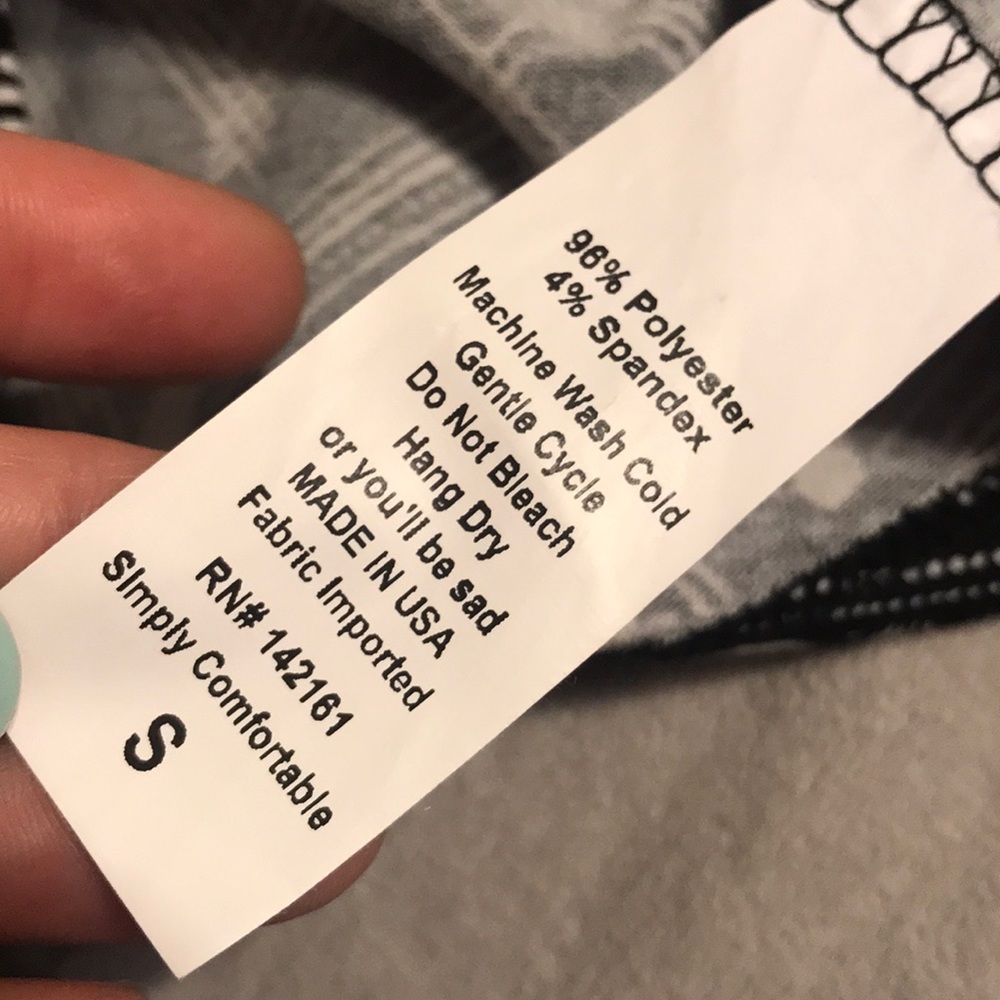 96% Polyester
4% Spandex
Machine Wash Cold
Gentle Cycle
Do Not Bleach
Hang Dry
or you'll be sad
MADE IN USA
Fabric Imported
RN# 142161
SImply Comfortable
S